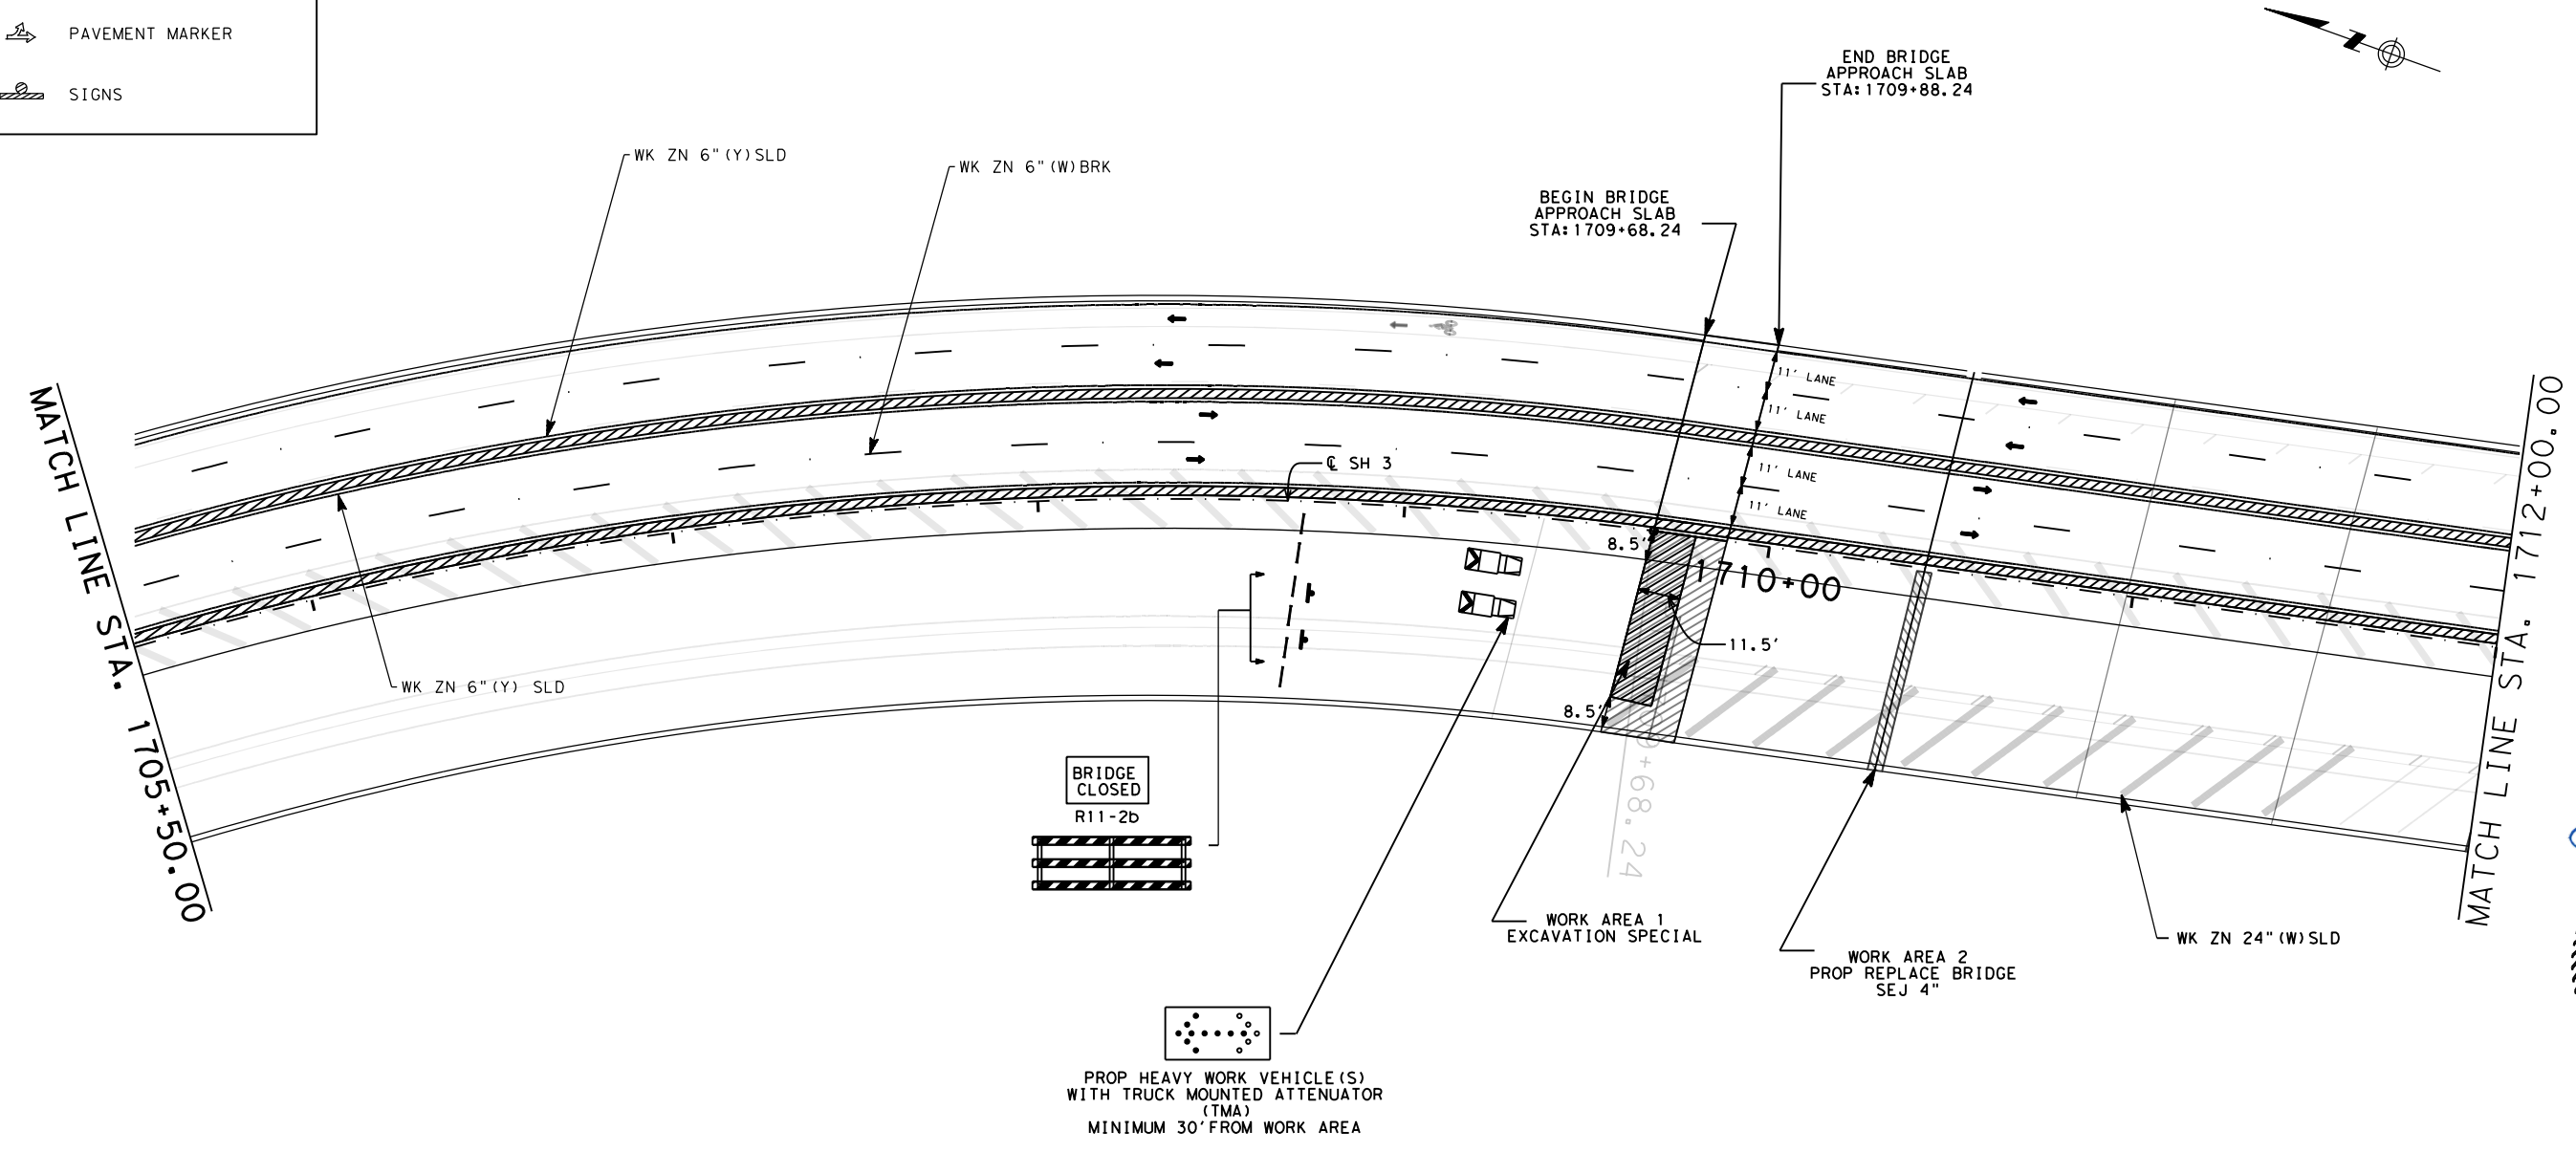 PAVEMENT MARKER
SIGNS
N
END BRIDGE
APPROACH SLAB
STA:1709+88.24
WK ZN 6"(Y)SLD
WK ZN 6"(W)BRK
BEGIN BRIDGE
APPROACH SLAB
STA:1709+68.24
11' LANE
11' LANE
11' LANE
11' LANE
MATCH LINE STA. 1705+50.00
MATCH LINE STA. 1712+00.00
℄ SH 3
8.5'
1710+00
11.5'
WK ZN 6"(Y) SLD
8.5'
9+68.24
BRIDGE
CLOSED
R11-2b
WORK AREA 1
EXCAVATION SPECIAL
WORK AREA 2
PROP REPLACE BRIDGE
SEJ 4"
WK ZN 24"(W)SLD
PROP HEAVY WORK VEHICLE(S)
WITH TRUCK MOUNTED ATTENUATOR
(TMA)
MINIMUM 30'FROM WORK AREA